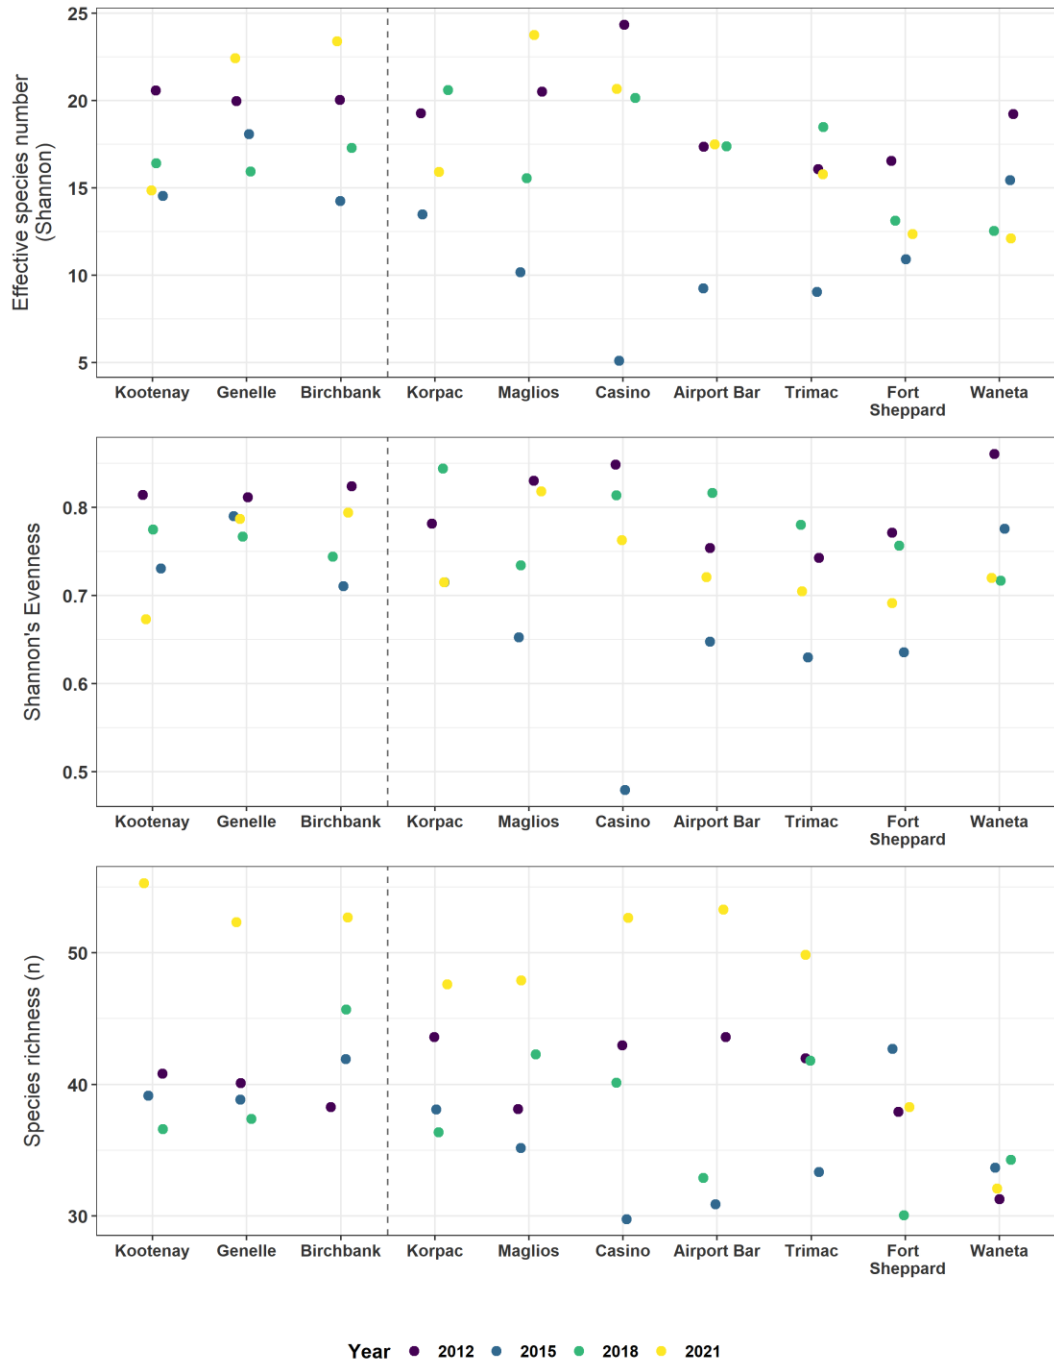 Effective species number
(Shannon)
25
20
15
10
5
Kootenay Genelle Birchbank Korpac Maglios Casino Airport Bar Trimac Fort Waneta
Sheppard
Shannon's Evenness
0.8
0.7
0.6
0.5
Kootenay Genelle Birchbank Korpac Maglios Casino Airport Bar Trimac Fort Waneta
Sheppard
Species richness (n)
50
40
30
Kootenay Genelle Birchbank Korpac Maglios Casino Airport Bar Trimac Fort Waneta
Sheppard
Year 2012 2015 2018 2021